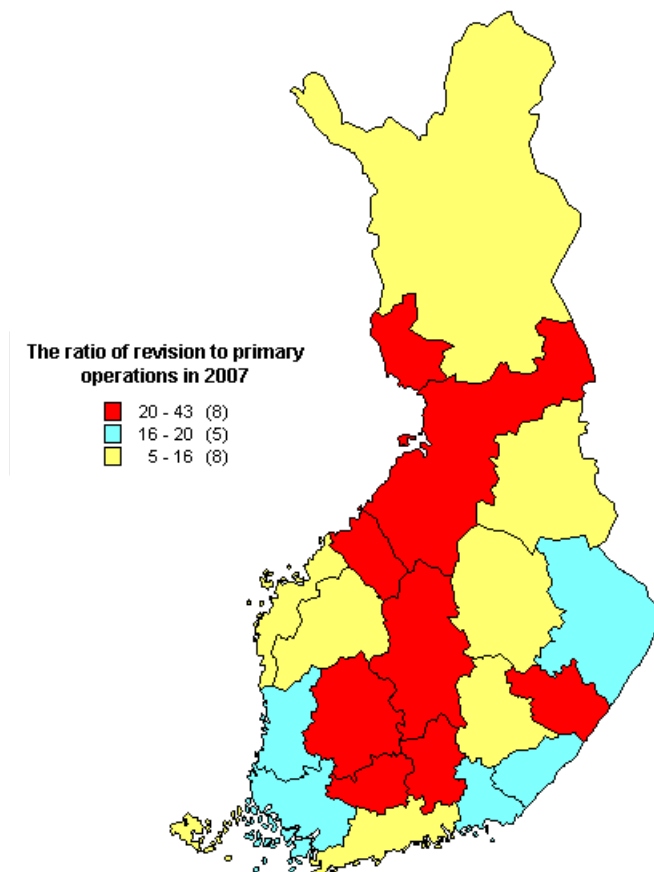 The ratio of revision to primary
operations in 2007
20 - 43 (8)
16 - 20 (5)
5 - 16 (8)